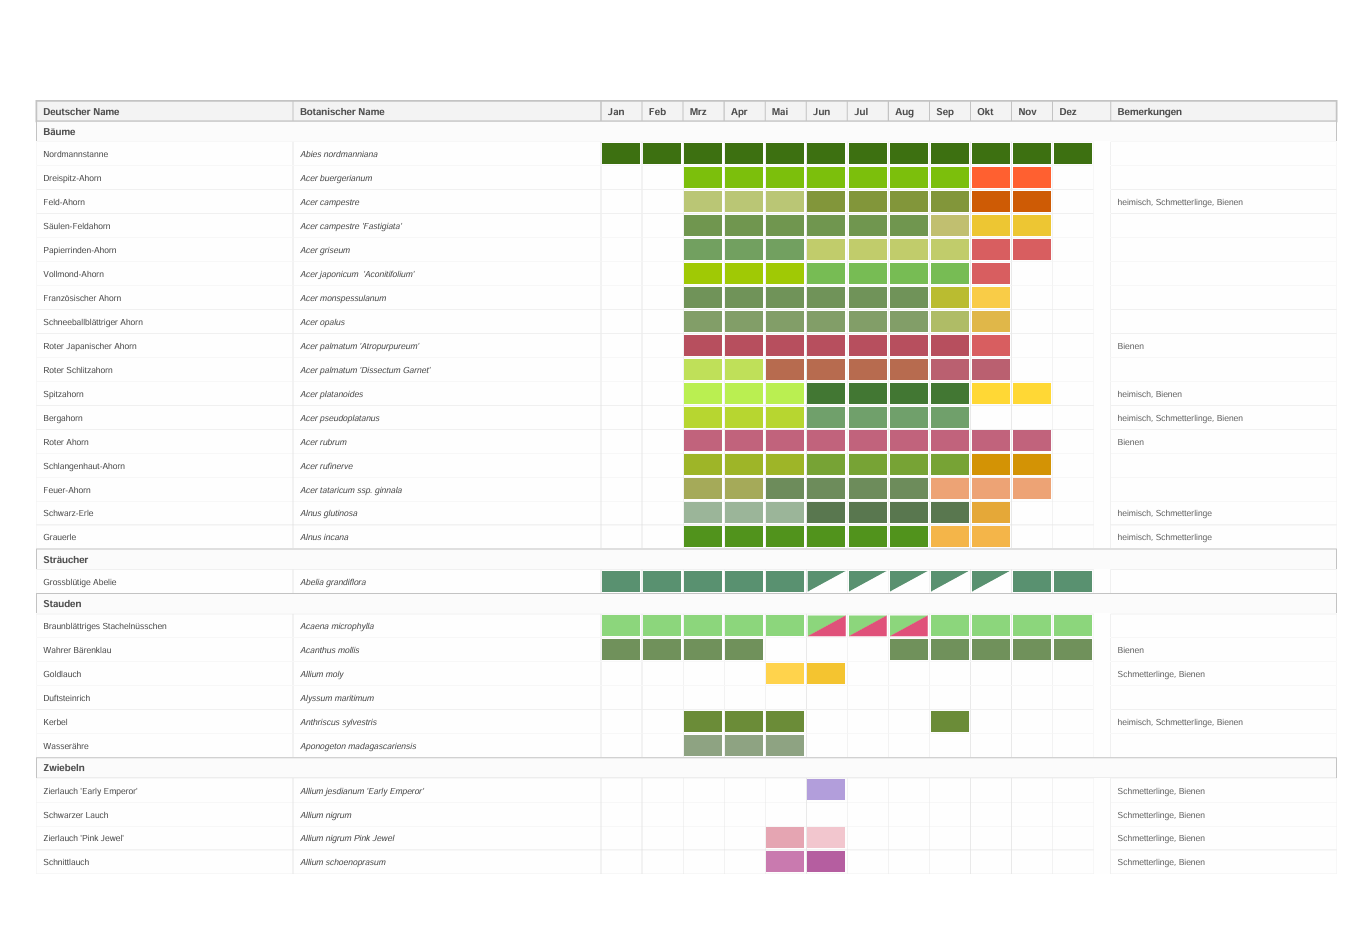 Deutscher Name Botanischer Name Jan Feb Mrz Apr Mai Jun Jul Aug Sep Okt Nov Dez Bemerkungen
Bäume
Nordmannstanne Abies nordmanniana
Dreispitz-Ahorn Acer buergerianum
Feld-Ahorn Acer campestre heimisch, Schmetterlinge, Bienen
Säulen-Feldahorn Acer campestre 'Fastigiata'
Papierrinden-Ahorn Acer griseum
Vollmond-Ahorn Acer japonicum 'Aconitifolium'
Französischer Ahorn Acer monspessulanum
Schneeballblättriger Ahorn Acer opalus
Roter Japanischer Ahorn Acer palmatum 'Atropurpureum' Bienen
Roter Schlitzahorn Acer palmatum 'Dissectum Garnet'
Spitzahorn Acer platanoides heimisch, Bienen
Bergahorn Acer pseudoplatanus heimisch, Schmetterlinge, Bienen
Roter Ahorn Acer rubrum Bienen
Schlangenhaut-Ahorn Acer rufinerve
Feuer-Ahorn Acer tataricum ssp. ginnala
Schwarz-Erle Alnus glutinosa heimisch, Schmetterlinge
Grauerle Alnus incana heimisch, Schmetterlinge
Sträucher
Grossblütige Abelie Abelia grandiflora
Stauden
Braunblättriges Stachelnüsschen Acaena microphylla
Wahrer Bärenklau Acanthus mollis Bienen
Goldlauch Allium moly Schmetterlinge, Bienen
Duftsteinrich Alyssum maritimum
Kerbel Anthriscus sylvestris heimisch, Schmetterlinge, Bienen
Wasserähre Aponogeton madagascariensis
Zwiebeln
Zierlauch 'Early Emperor' Allium jesdianum 'Early Emperor' Schmetterlinge, Bienen
Schwarzer Lauch Allium nigrum Schmetterlinge, Bienen
Zierlauch 'Pink Jewel' Allium nigrum Pink Jewel Schmetterlinge, Bienen
Schnittlauch Allium schoenoprasum Schmetterlinge, Bienen